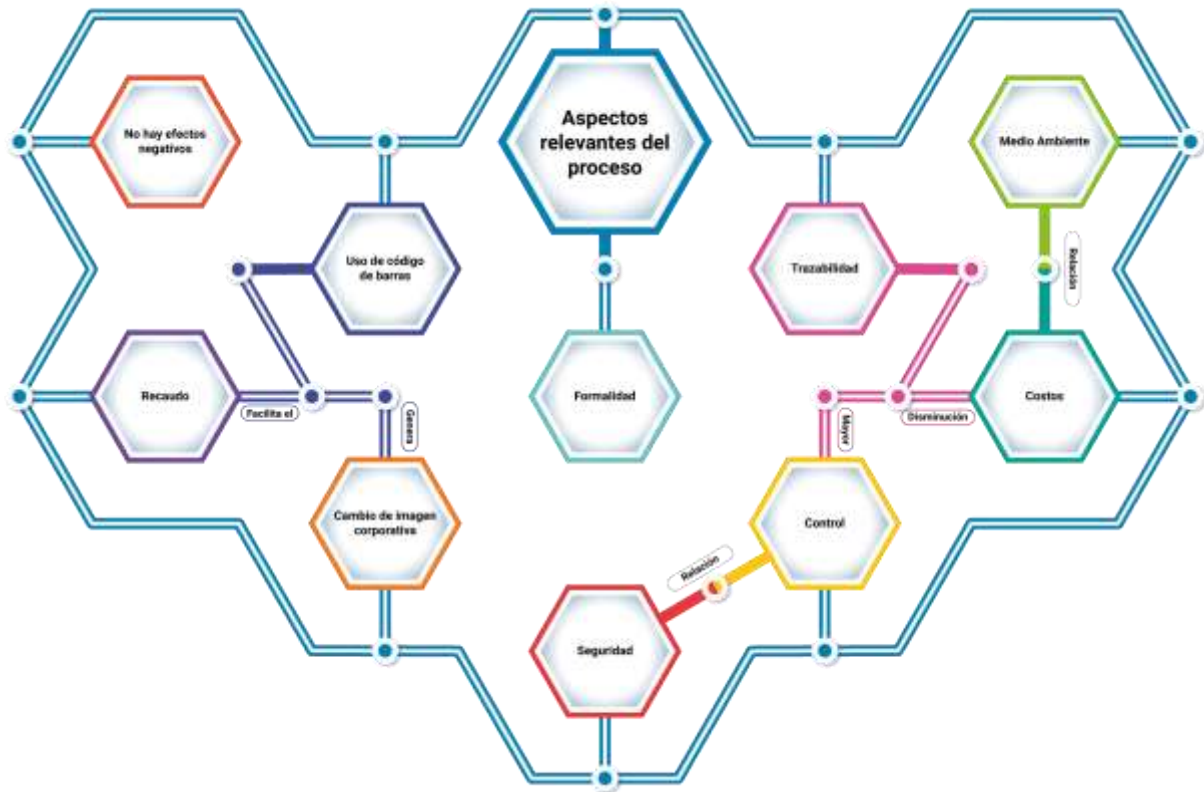 Aspectos
relevantes del
proceso
No hay efectos
negativos
Medio Ambiente
Uso de código
de barras
Trazabilidad
Relación
Recaudo
Facilita el
Genera
Formalidad
Mayor
Disminución
Costos
Cambio de imagen
corporativa
Control
Relación
Seguridad